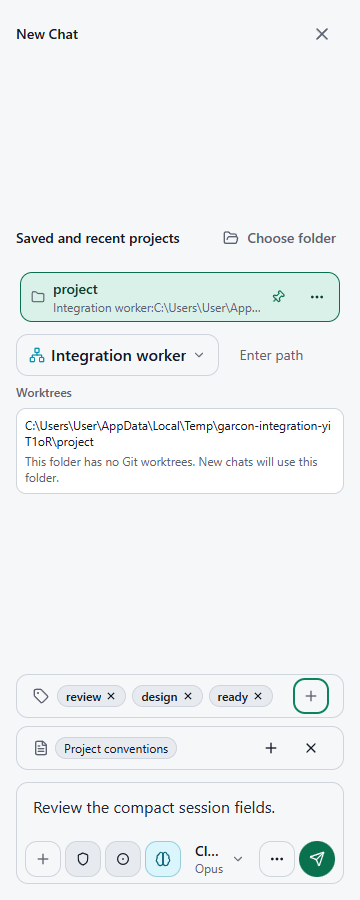 New Chat
Saved and recent projects
Choose folder
project
Integration worker:C:\Users\User\App...
Integration worker
Enter path
Worktrees
C:\Users\User\AppData\Local\Temp\garcon-integration-yi
T1oR\project
This folder has no Git worktrees. New chats will use this
folder.
review
design
ready
Project conventions
Review the compact session fields.
Cl...
Opus